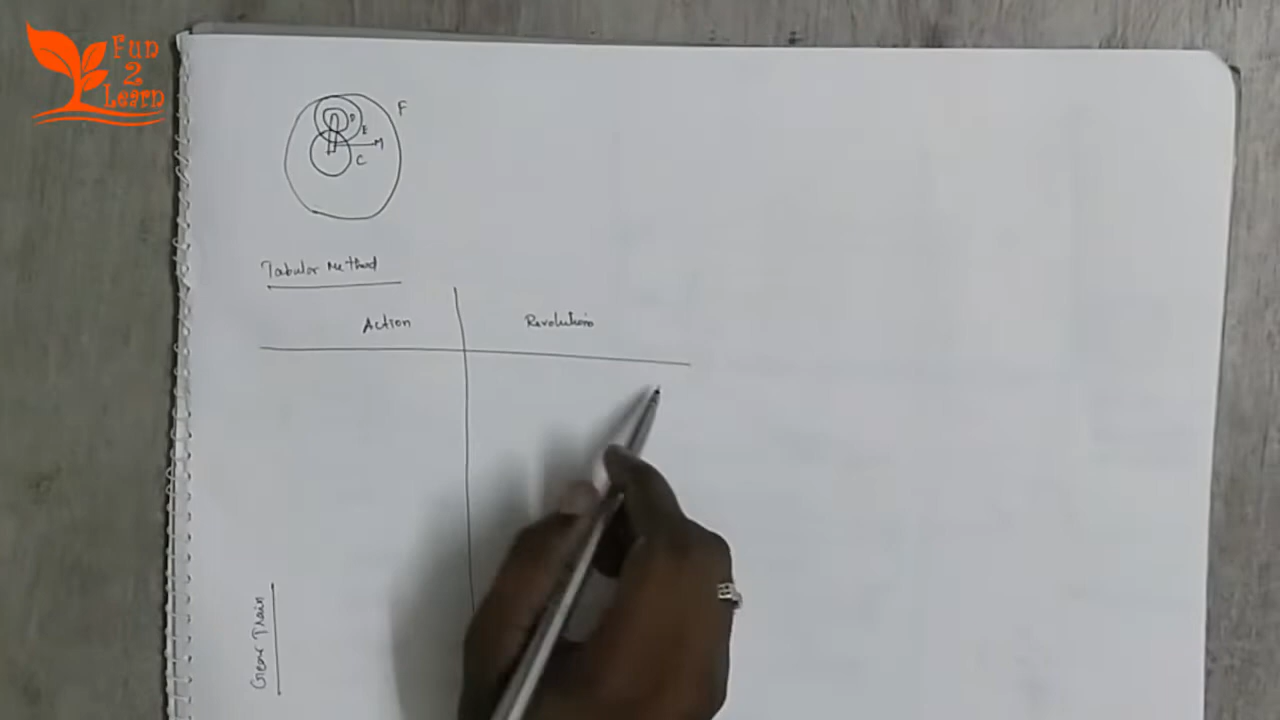 Fun
2
Learn
F
D
E
M
C
Tabular Method
Action Revolutions
Gear Train